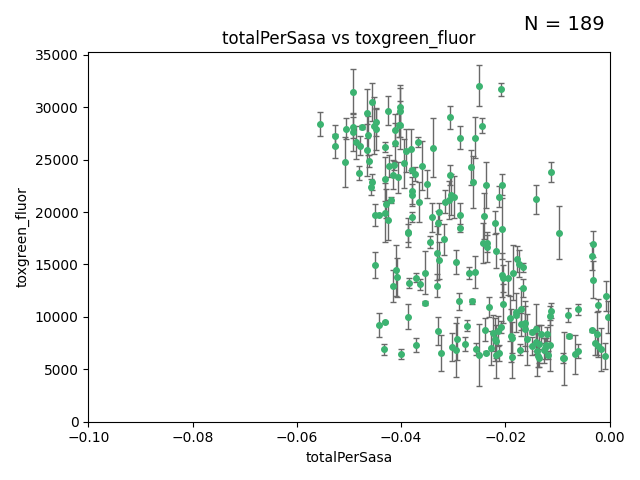 N = 189
totalPerSasa vs toxgreen_fluor
35000
30000
25000
20000
15000
10000
5000
0
toxgreen_fluor
−0.10 −0.08 −0.06 −0.04 −0.02 0.00
totalPerSasa